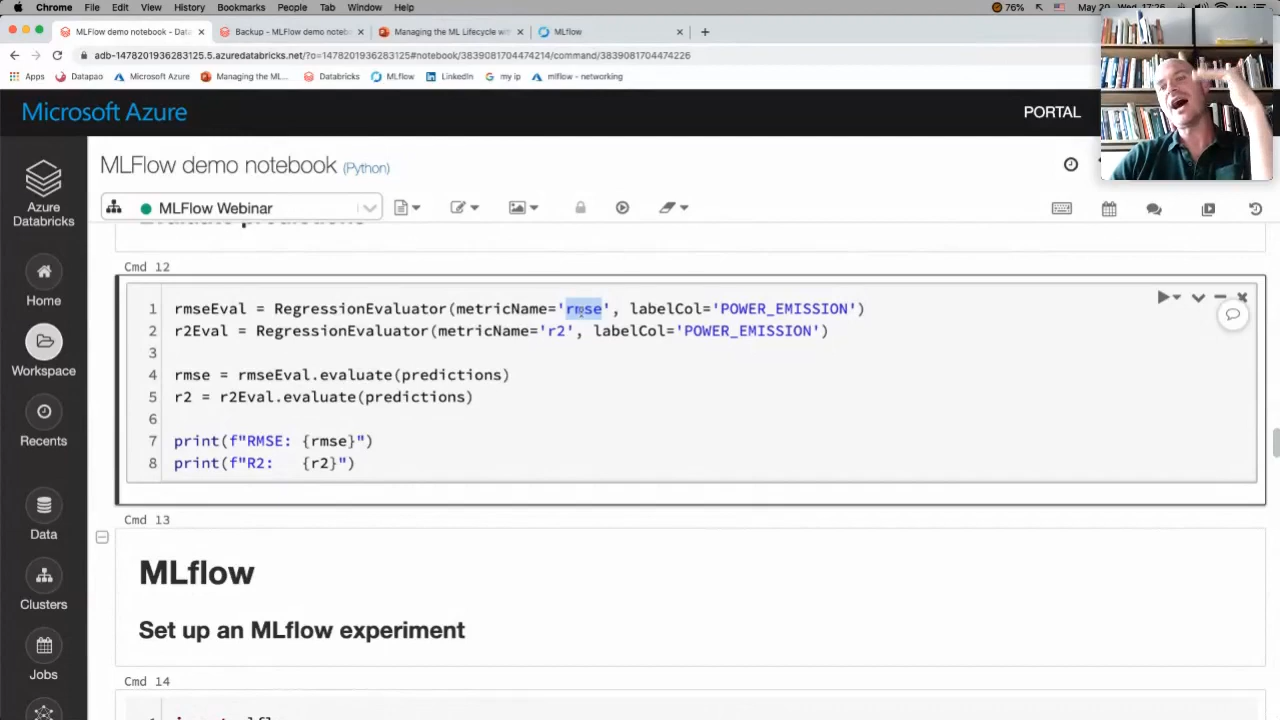 Chrome File Edit View History Bookmarks People Tab Window Help 76% May 20
MLFlow demo notebook - Data × Backup - MLFlow demo noteb × Managing the ML Lifecycle wit × MLflow × +
adb-1478201936283125.5.azuredatabricks.net/?o=1478201936283125#notebook/3839081704474214/command/3839081704474226
Apps Datapao Microsoft Azure Managing the ML... Databricks MLflow LinkedIn my ip mlflow - networking
Microsoft Azure PORTAL
MLFlow demo notebook (Python)
MLFlow Webinar
Azure
Databricks
Home
Workspace
Recents
Data
Clusters
Jobs
Cmd 12
1 rmseEval = RegressionEvaluator(metricName='rmse', labelCol='POWER_EMISSION')
2 r2Eval = RegressionEvaluator(metricName='r2', labelCol='POWER_EMISSION')
3
4 rmse = rmseEval.evaluate(predictions)
5 r2 = r2Eval.evaluate(predictions)
6
7 print(f"RMSE: {rmse}")
8 print(f"R2:   {r2}")
Cmd 13
MLflow
Set up an MLflow experiment
Cmd 14